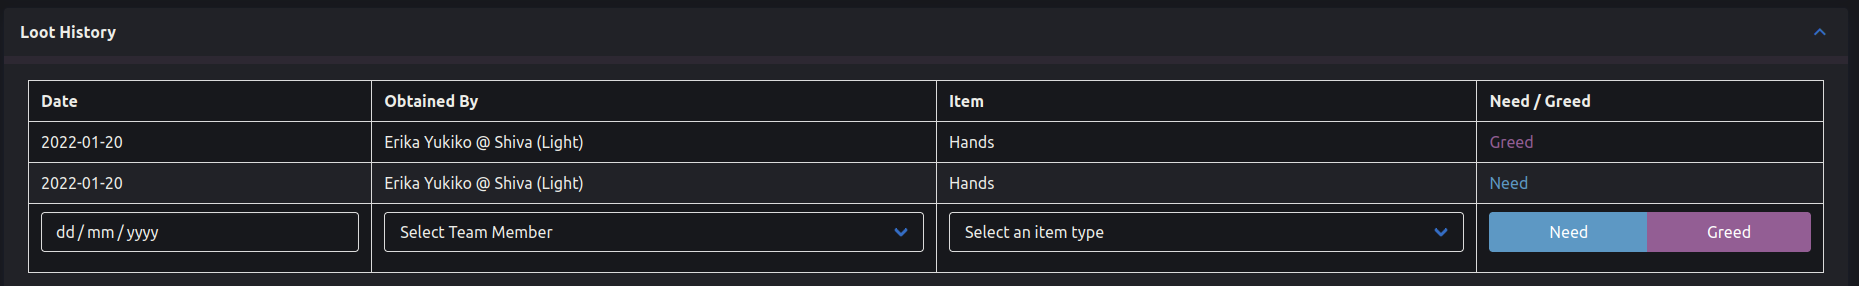 Loot History
Date Obtained By Item Need / Greed
2022-01-20 Erika Yukiko @ Shiva (Light) Hands Greed
2022-01-20 Erika Yukiko @ Shiva (Light) Hands Need
dd / mm / yyyy Select Team Member Select an item type Need Greed